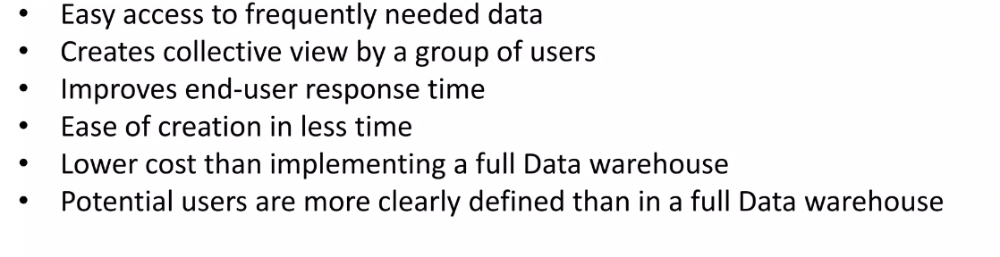 • Easy access to frequently needed data
• Creates collective view by a group of users
• Improves end-user response time
• Ease of creation in less time
• Lower cost than implementing a full Data warehouse
• Potential users are more clearly defined than in a full Data warehouse